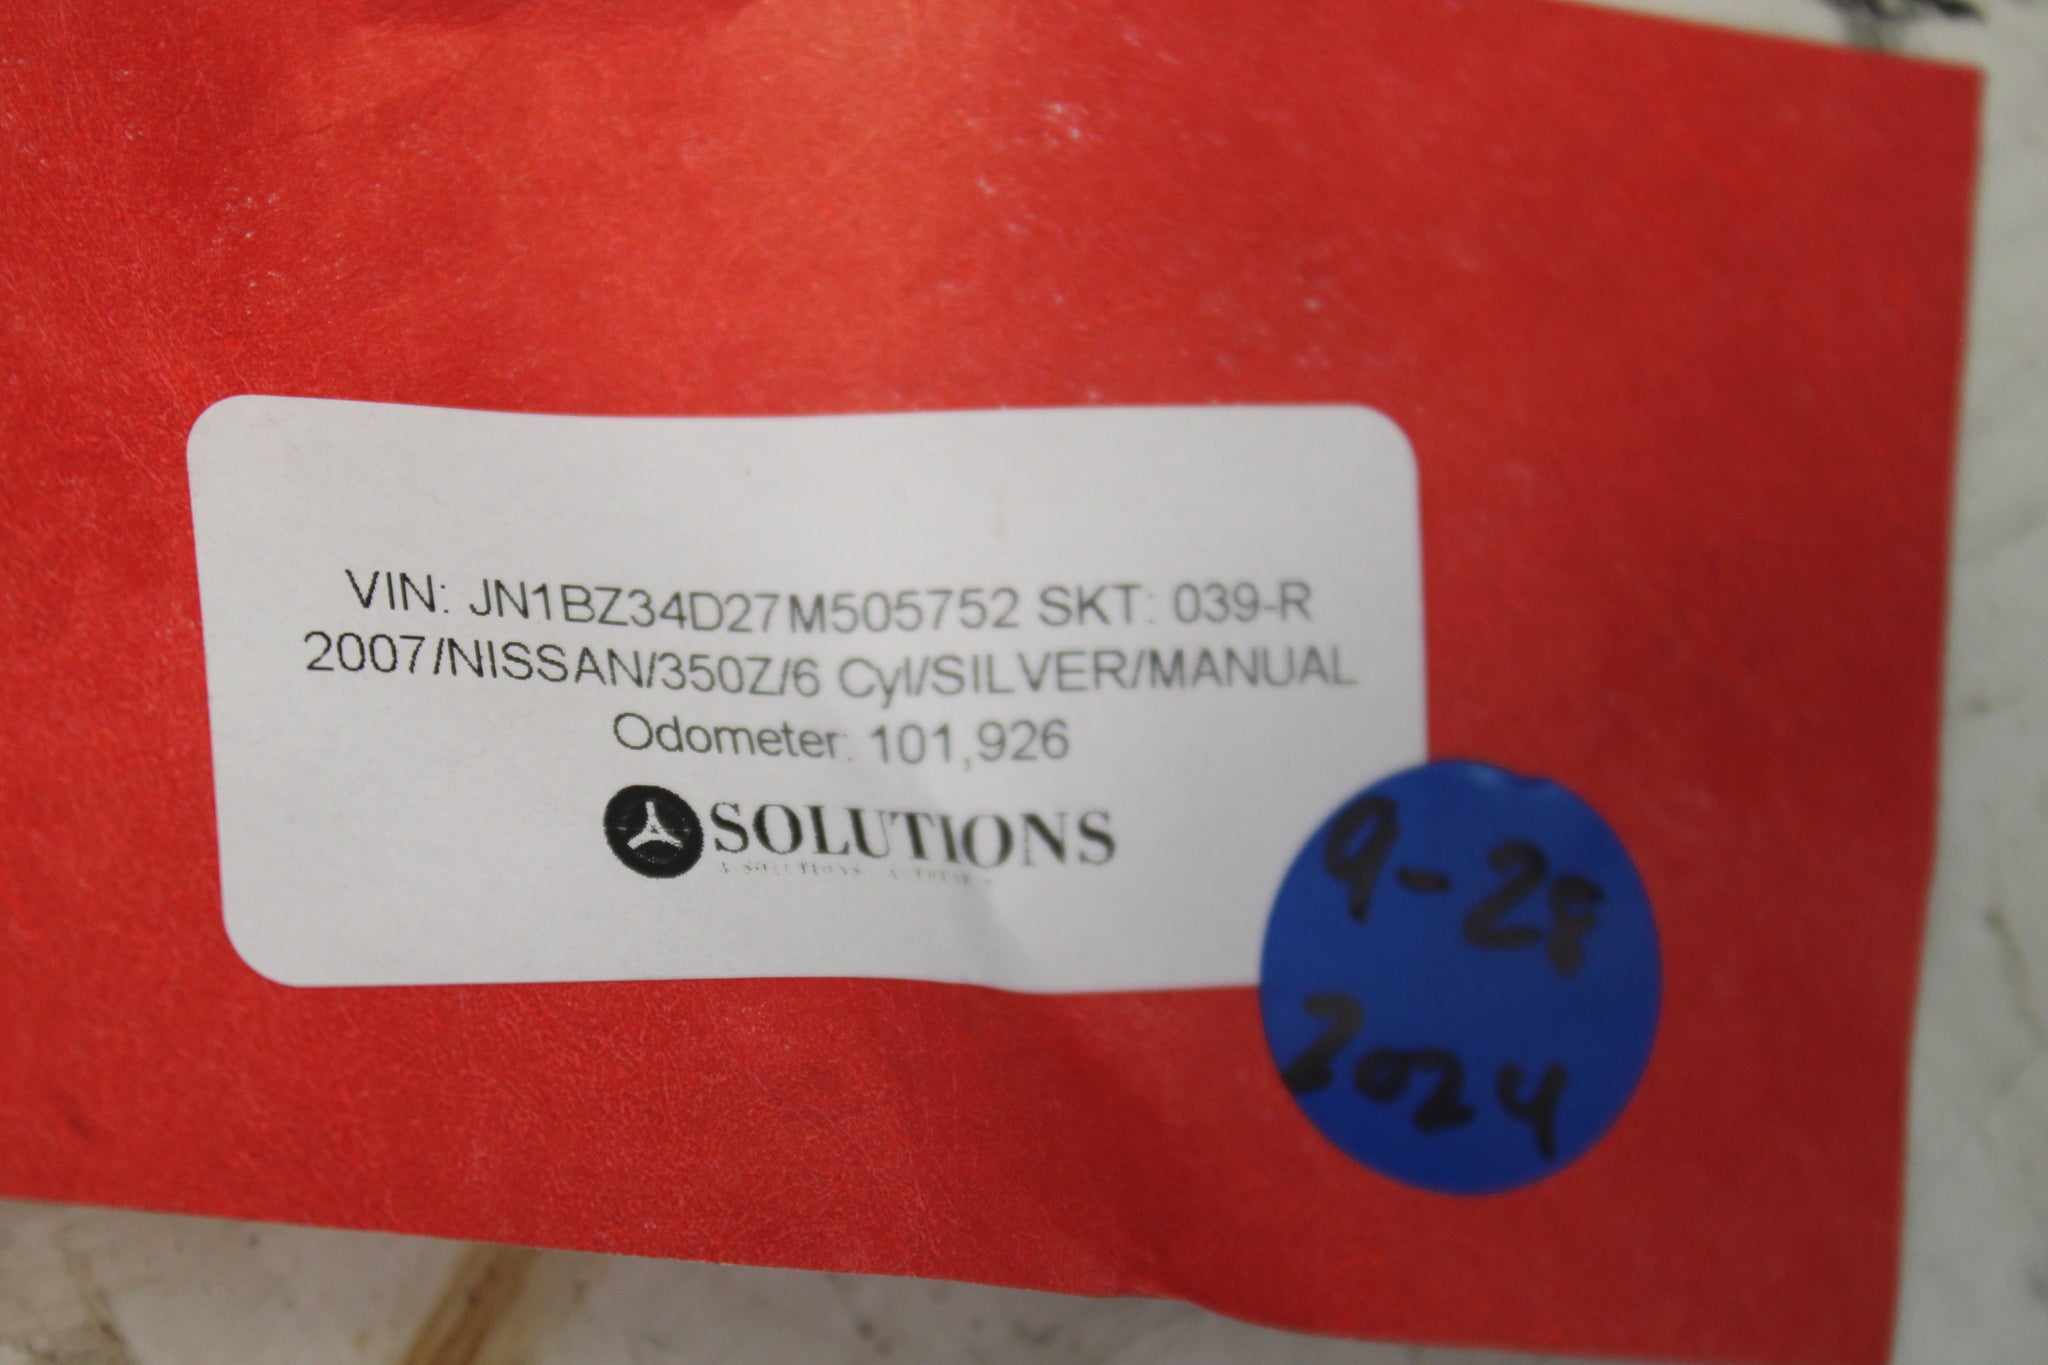 VIN: JN1BZ34D27M505752 SKT: 039-R
2007/NISSAN/350Z/6 Cyl/SILVER/MANUAL
Odometer: 101,926
SOLUTIONS
9-28
2024